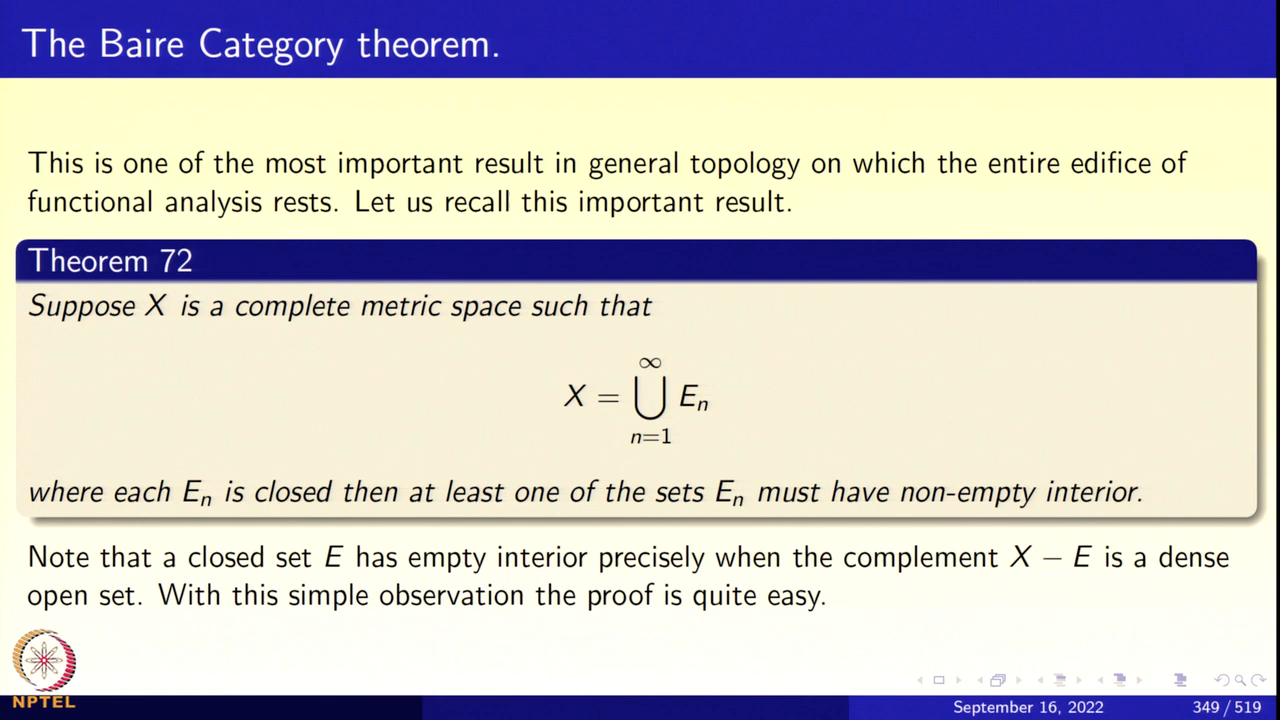 The Baire Category theorem.
This is one of the most important result in general topology on which the entire edifice of
functional analysis rests. Let us recall this important result.
Theorem 72
Suppose X is a complete metric space such that
∞
X = ⋃ Eₙ
n=1
where each Eₙ is closed then at least one of the sets Eₙ must have non-empty interior.
Note that a closed set E has empty interior precisely when the complement X − E is a dense
open set. With this simple observation the proof is quite easy.
NPTEL
September 16, 2022 349 / 519